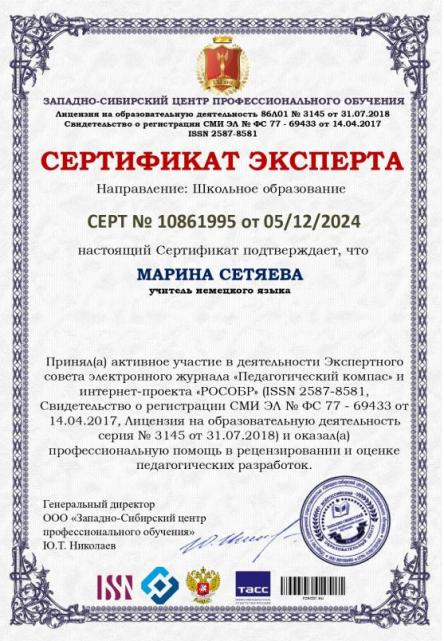 ЗАПАДНО-СИБИРСКИЙ ЦЕНТР ПРОФЕССИОНАЛЬНОГО ОБУЧЕНИЯ
Лицензия на образовательную деятельность 86Л01 № 3145 от 31.07.2018
Свидетельство о регистрации СМИ ЭЛ № ФС 77 - 69433 от 14.04.2017
ISSN 2587-8581
СЕРТИФИКАТ ЭКСПЕРТА
Направление: Школьное образование
СЕРТ № 10861995 от 05/12/2024
настоящий Сертификат подтверждает, что
МАРИНА СЕТЯЕВА
учитель немецкого языка
Принял(а) активное участие в деятельности Экспертного
совета электронного журнала «Педагогический компас» и
интернет-проекта «РОСОБР» (ISSN 2587-8581,
Свидетельство о регистрации СМИ ЭЛ № ФС 77 - 69433 от
14.04.2017, Лицензия на образовательную деятельность
серия № 3145 от 31.07.2018) и оказал(а)
профессиональную помощь в рецензировании и оценке
педагогических разработок.
Генеральный директор
ООО «Западно-Сибирский центр
профессионального обучения»
Ю.Т. Николаев
ISSN
ТАСС